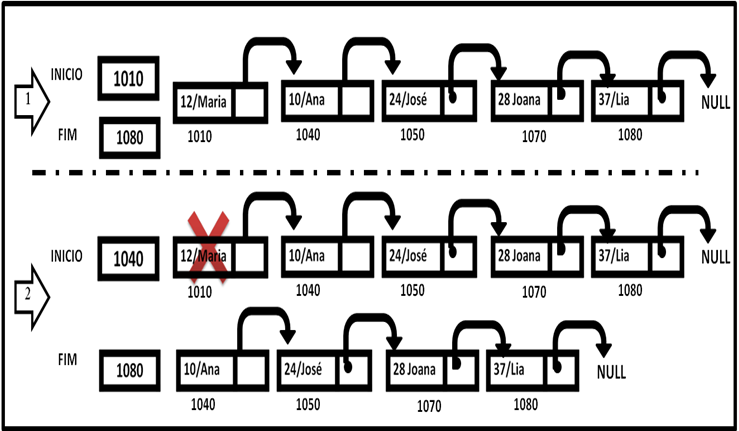 INICIO 1010
12/Maria 10/Ana 24/José 28 Joana 37/Lia NULL
1
FIM 1080
1010 1040 1050 1070 1080
INICIO 1040
12/Maria 10/Ana 24/José 28 Joana 37/Lia NULL
1010 1040 1050 1070 1080
2
FIM 1080
10/Ana 24/José 28 Joana 37/Lia NULL
1040 1050 1070 1080